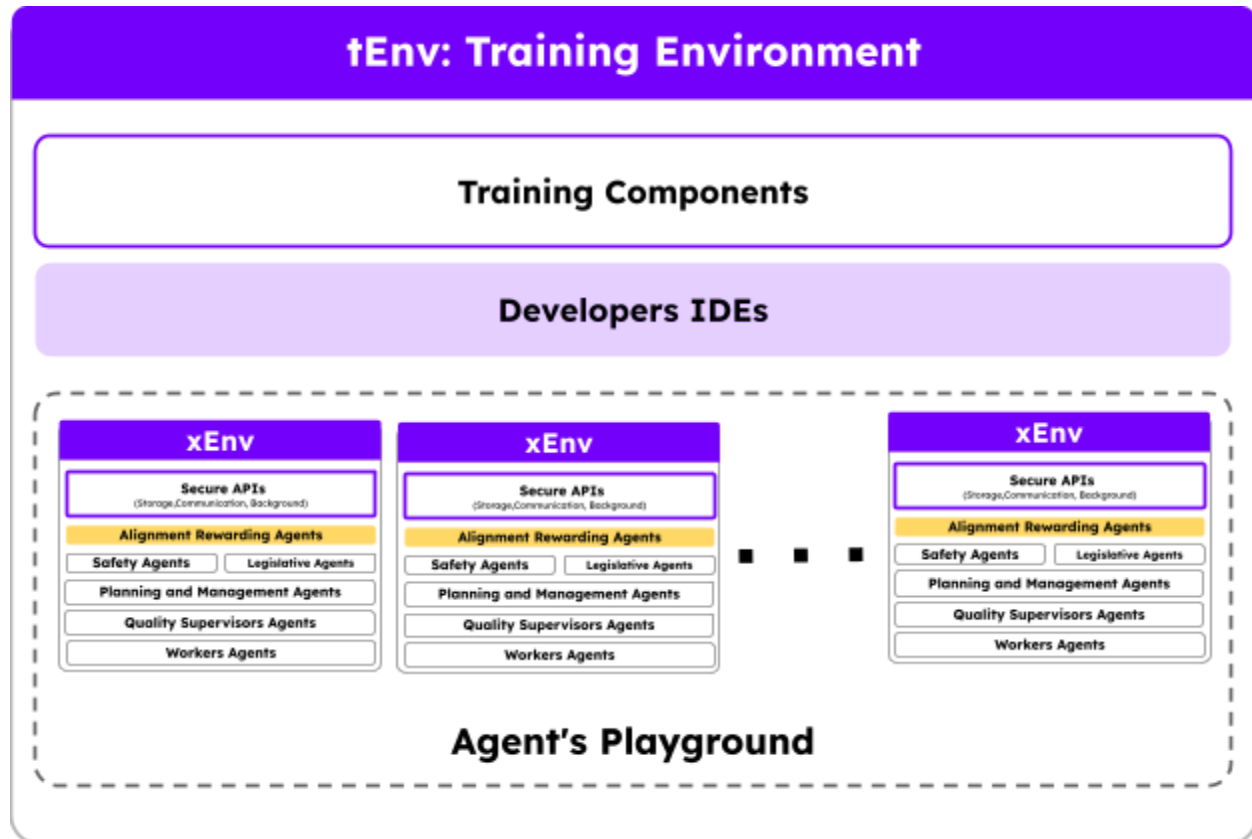 tEnv: Training Environment
Training Components
Developers IDEs
xEnv
Secure APIs
(Storage,Communication, Background)
Alignment Rewarding Agents
Safety Agents
Legislative Agents
Planning and Management Agents
Quality Supervisors Agents
Workers Agents
xEnv
Secure APIs
(Storage,Communication, Background)
Alignment Rewarding Agents
Safety Agents
Legislative Agents
Planning and Management Agents
Quality Supervisors Agents
Workers Agents
xEnv
Secure APIs
(Storage,Communication, Background)
Alignment Rewarding Agents
Safety Agents
Legislative Agents
Planning and Management Agents
Quality Supervisors Agents
Workers Agents
Agent's Playground